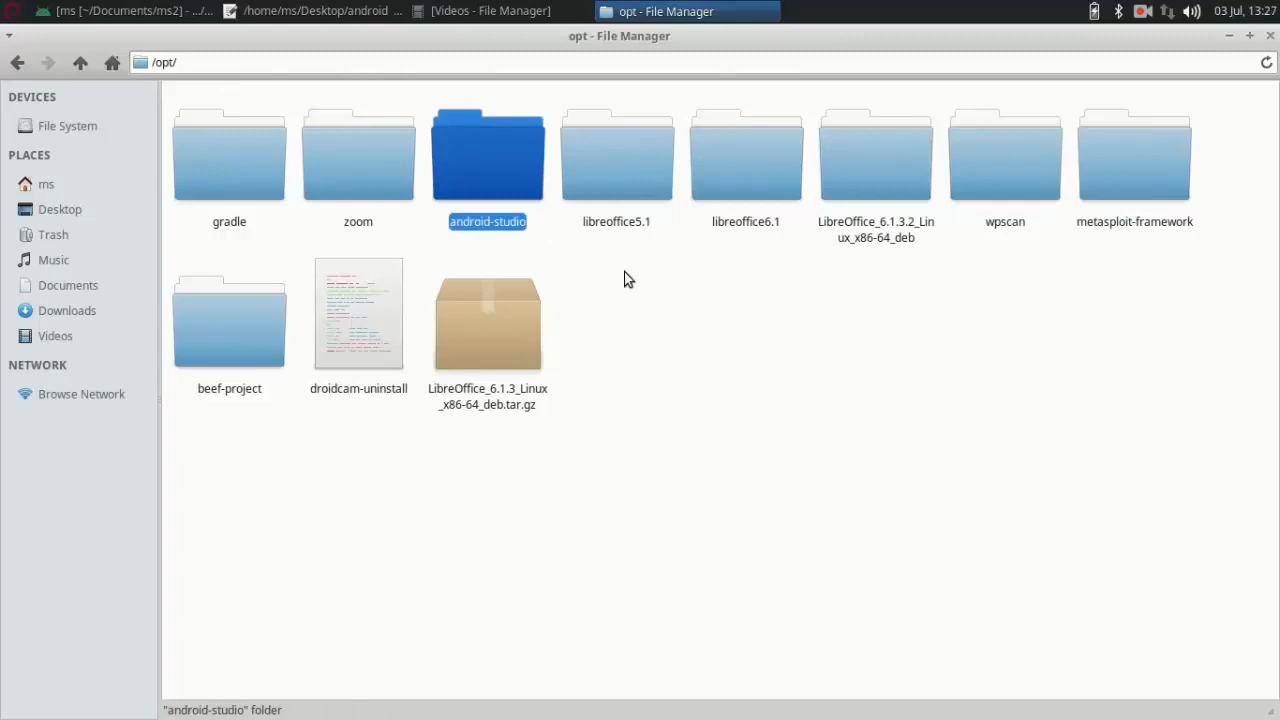 [ms [~/Documents/ms2] - .../...
/home/ms/Desktop/android ...
[Videos - File Manager]
opt - File Manager
03 Jul, 13:27
opt - File Manager
/opt/
DEVICES
File System
PLACES
ms
Desktop
Trash
Music
Documents
Downloads
Videos
NETWORK
Browse Network
gradle
zoom
android-studio
libreoffice5.1
libreoffice6.1
LibreOffice_6.1.3.2_Lin
ux_x86-64_deb
wpscan
metasploit-framework
beef-project
droidcam-uninstall
LibreOffice_6.1.3_Linux
_x86-64_deb.tar.gz
"android-studio" folder